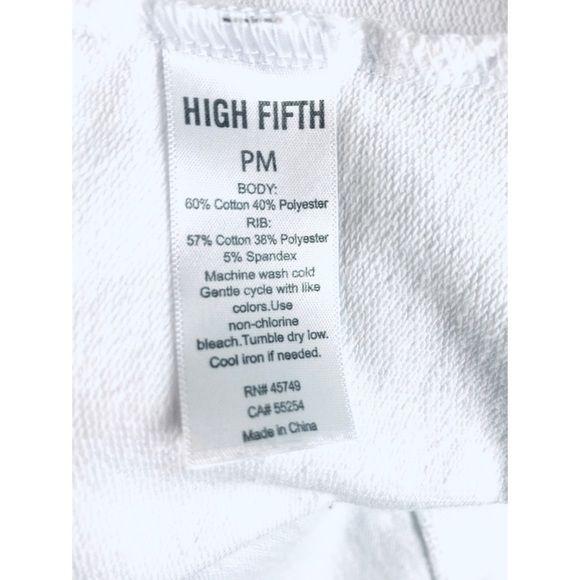 HIGH FIFTH
PM
BODY:
60% Cotton 40% Polyester
RIB:
57% Cotton 38% Polyester
5% Spandex
Machine wash cold
Gentle cycle with like
colors.Use
non-chlorine
bleach.Tumble dry low.
Cool iron if needed.
RN# 45749
CA# 55254
Made in China